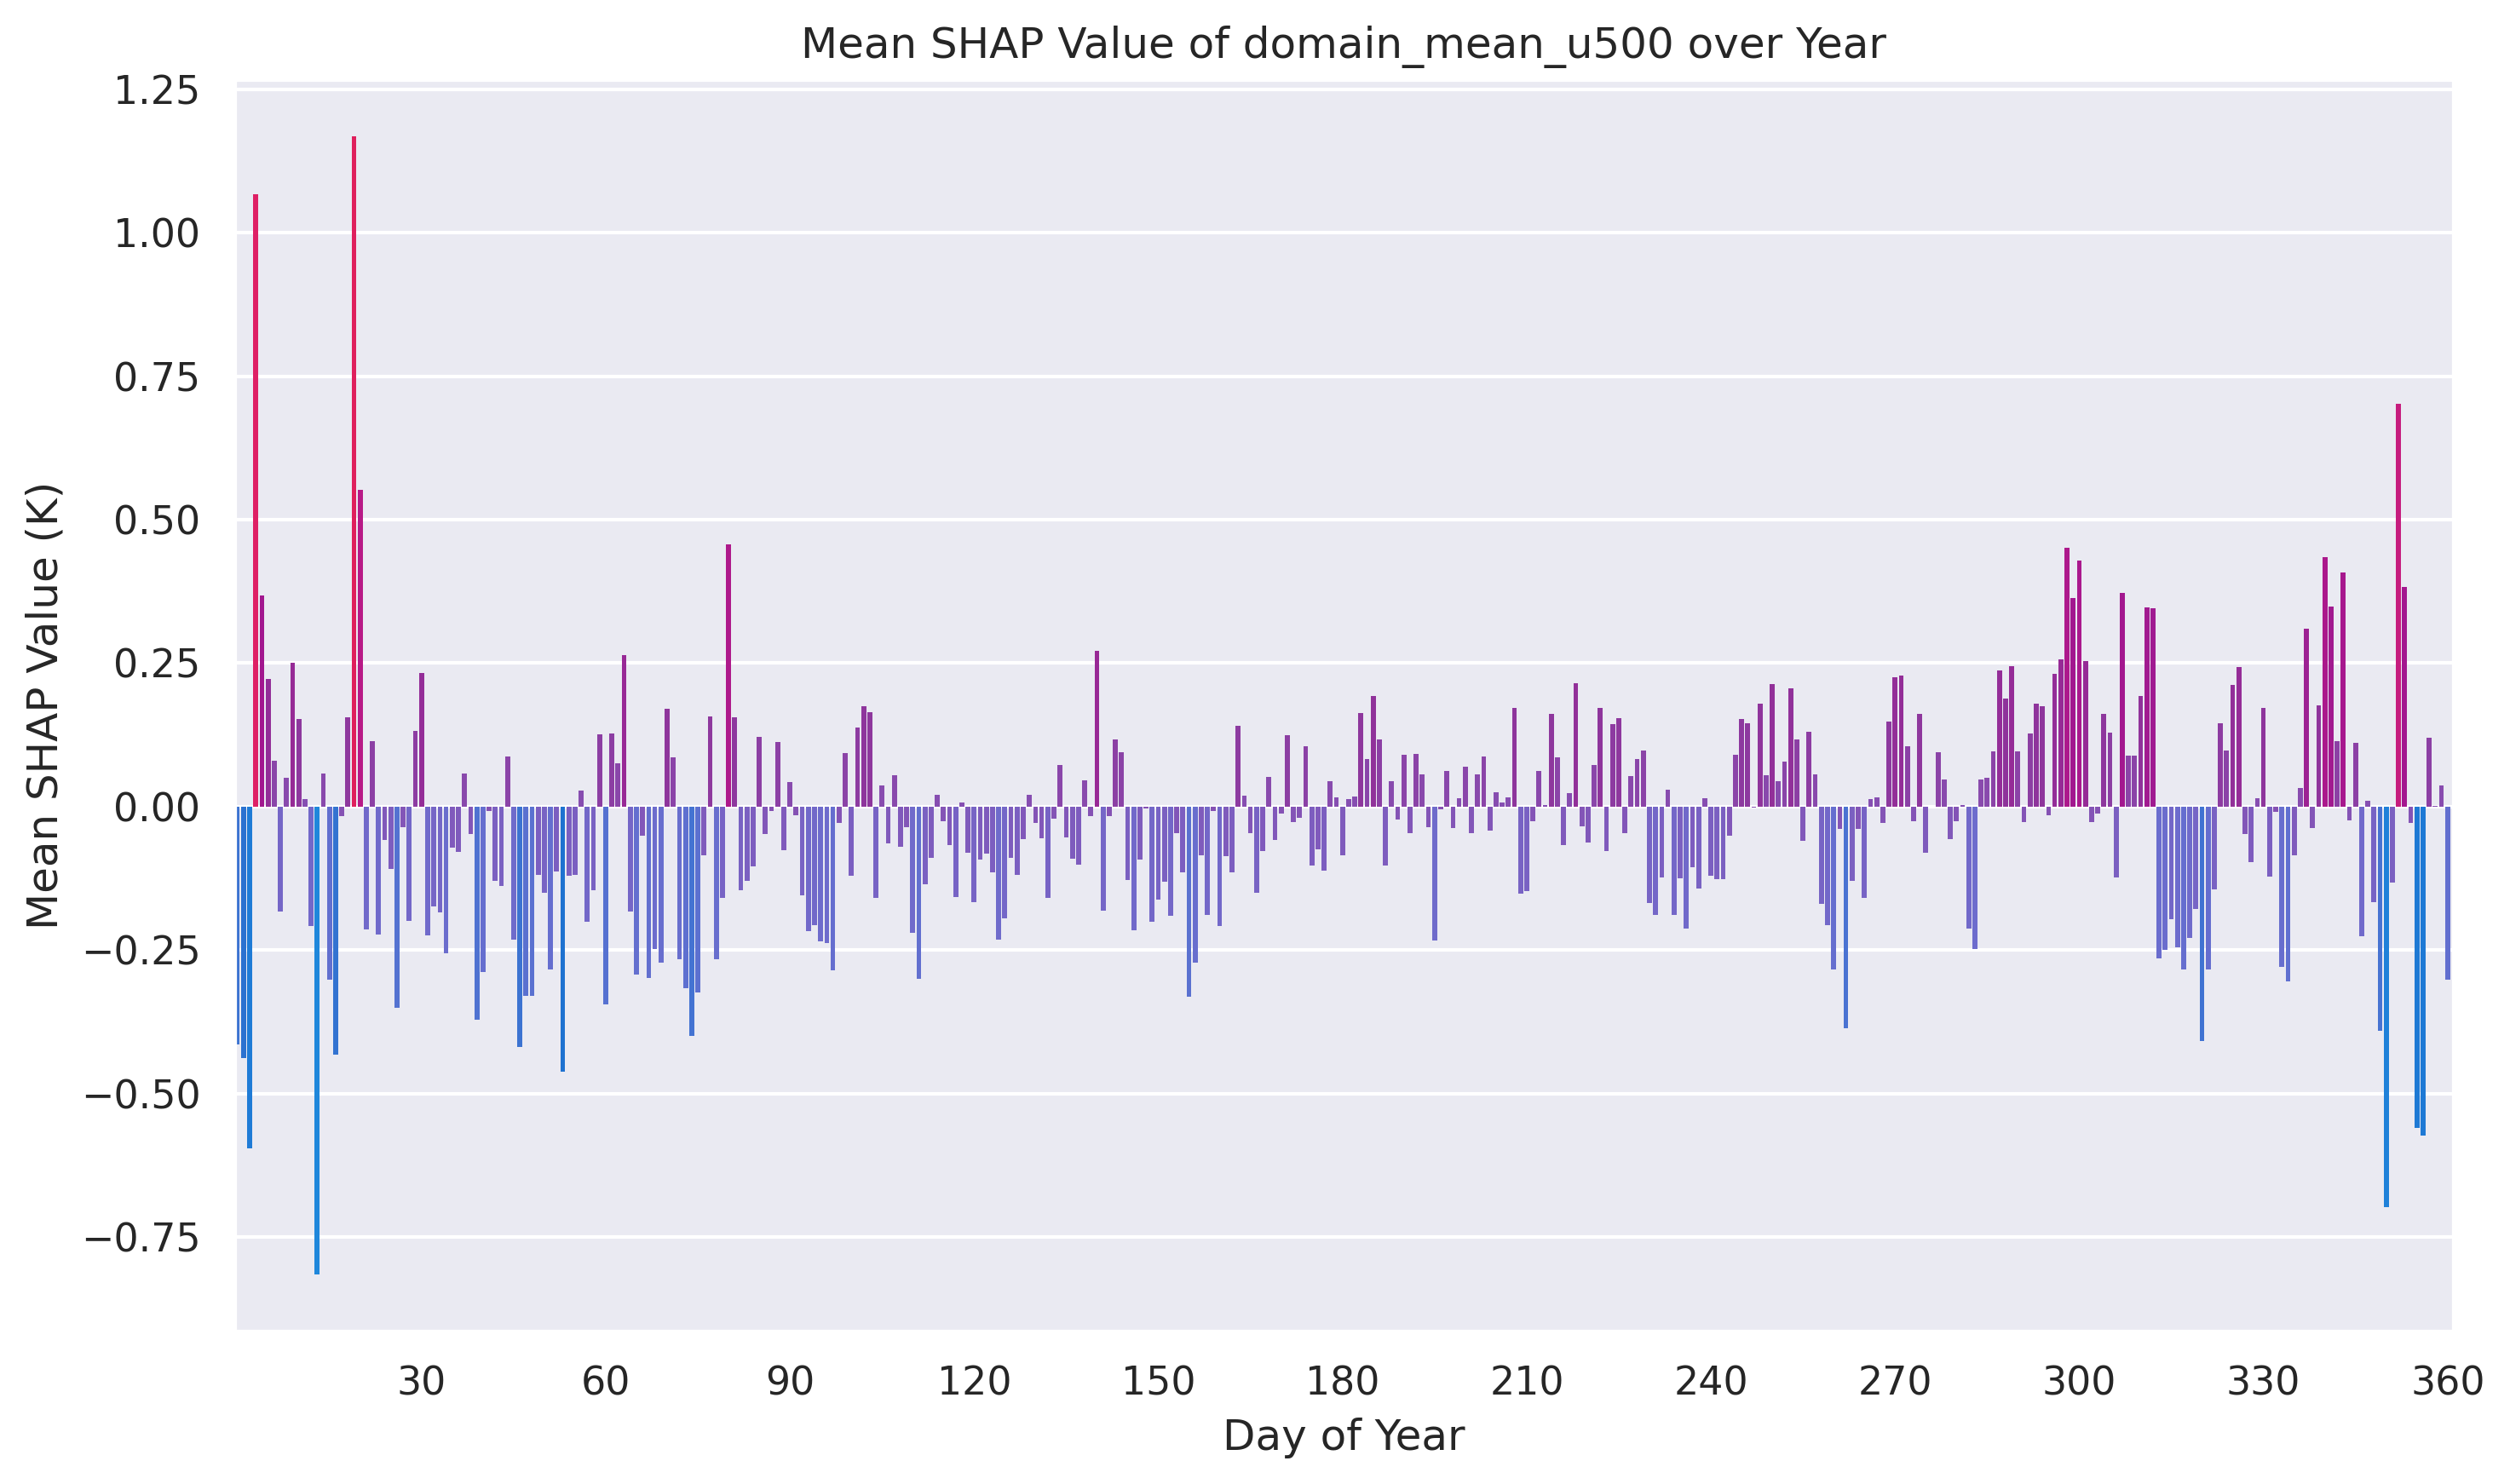 Mean SHAP Value of domain_mean_u500 over Year
Mean SHAP Value (K)
1.25
1.00
0.75
0.50
0.25
0.00
−0.25
−0.50
−0.75
30 60 90 120 150 180 210 240 270 300 330 360
Day of Year